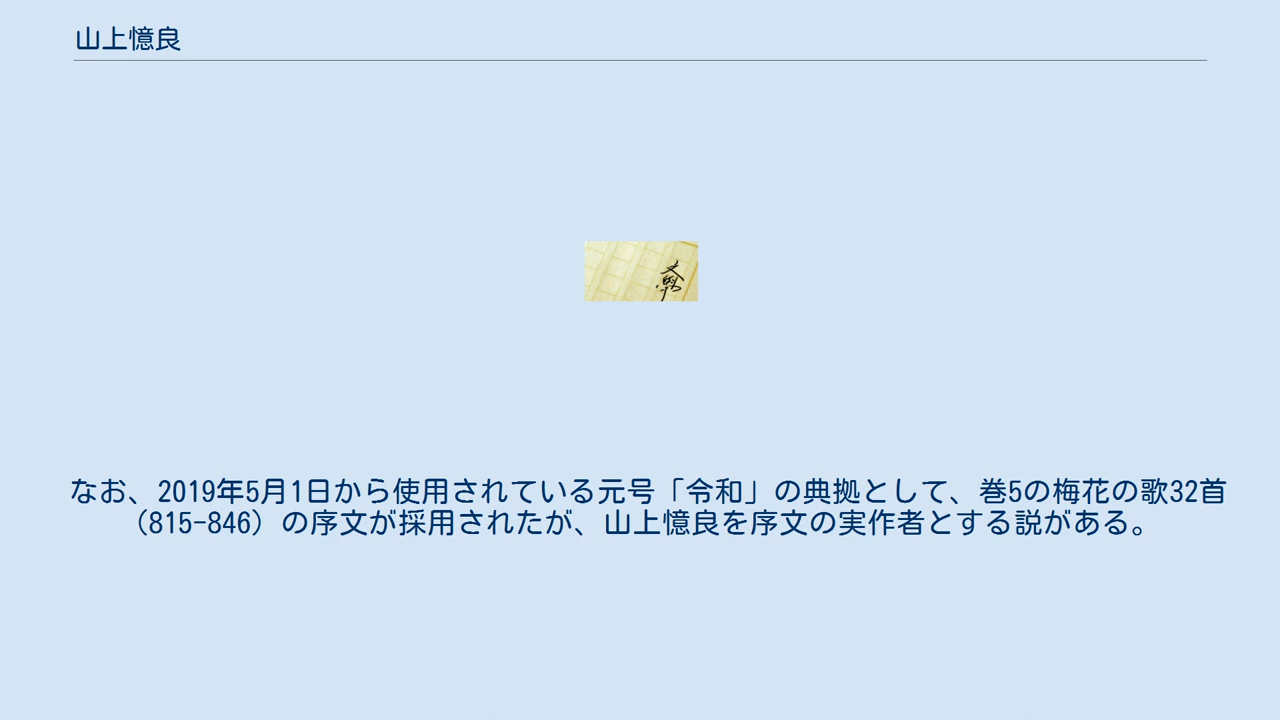 山上憶良
なお、2019年5月1日から使用されている元号「令和」の典拠として、巻5の梅花の歌32首
（815-846）の序文が採用されたが、山上憶良を序文の実作者とする説がある。